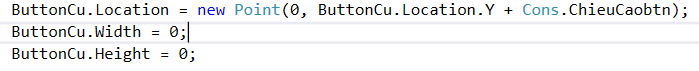 ButtonCu.Location = new Point(0, ButtonCu.Location.Y + Cons.ChieuCaobtn);
ButtonCu.Width = 0;
ButtonCu.Height = 0;